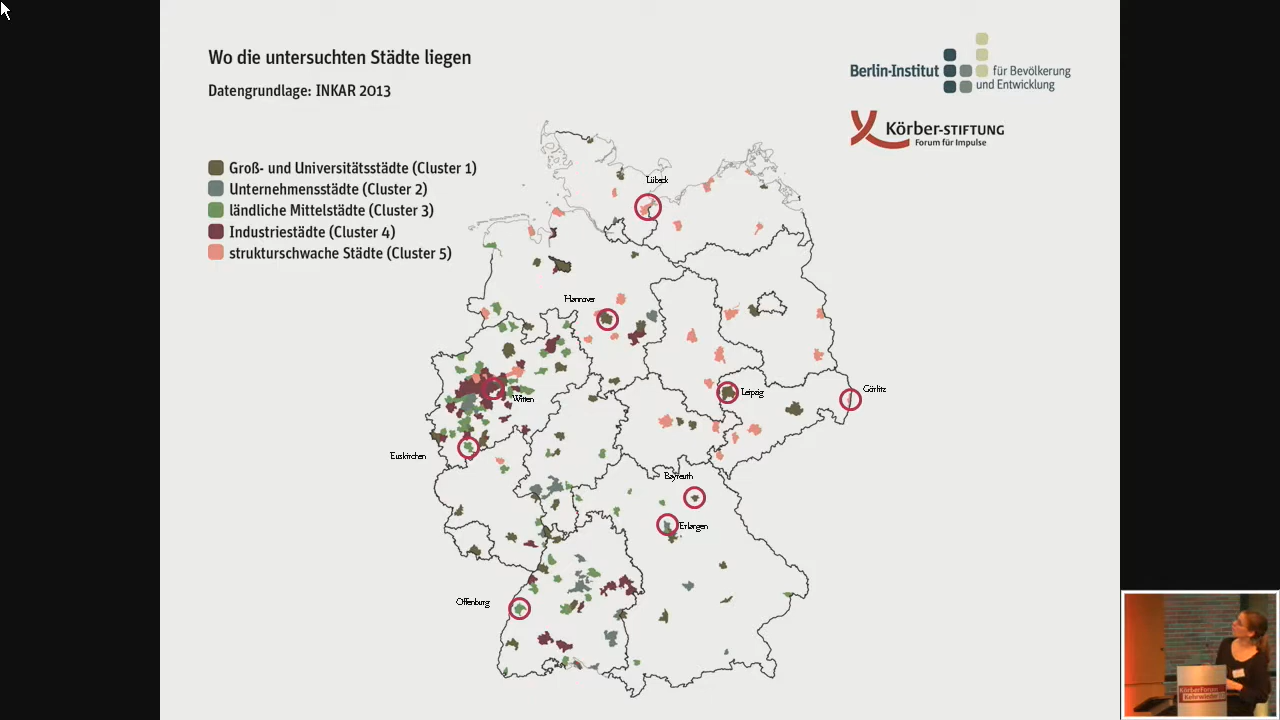 Wo die untersuchten Städte liegen
Datengrundlage: INKAR 2013
Berlin-Institut
für Bevölkerung
und Entwicklung
Körber-STIFTUNG
Forum für Impulse
Groß- und Universitätsstädte (Cluster 1)
Unternehmensstädte (Cluster 2)
ländliche Mittelstädte (Cluster 3)
Industriestädte (Cluster 4)
strukturschwache Städte (Cluster 5)
Lübeck
Hannover
Görlitz
Leipzig
Witten
Euskirchen
Bayreuth
Erlangen
Offenburg
KörberForum